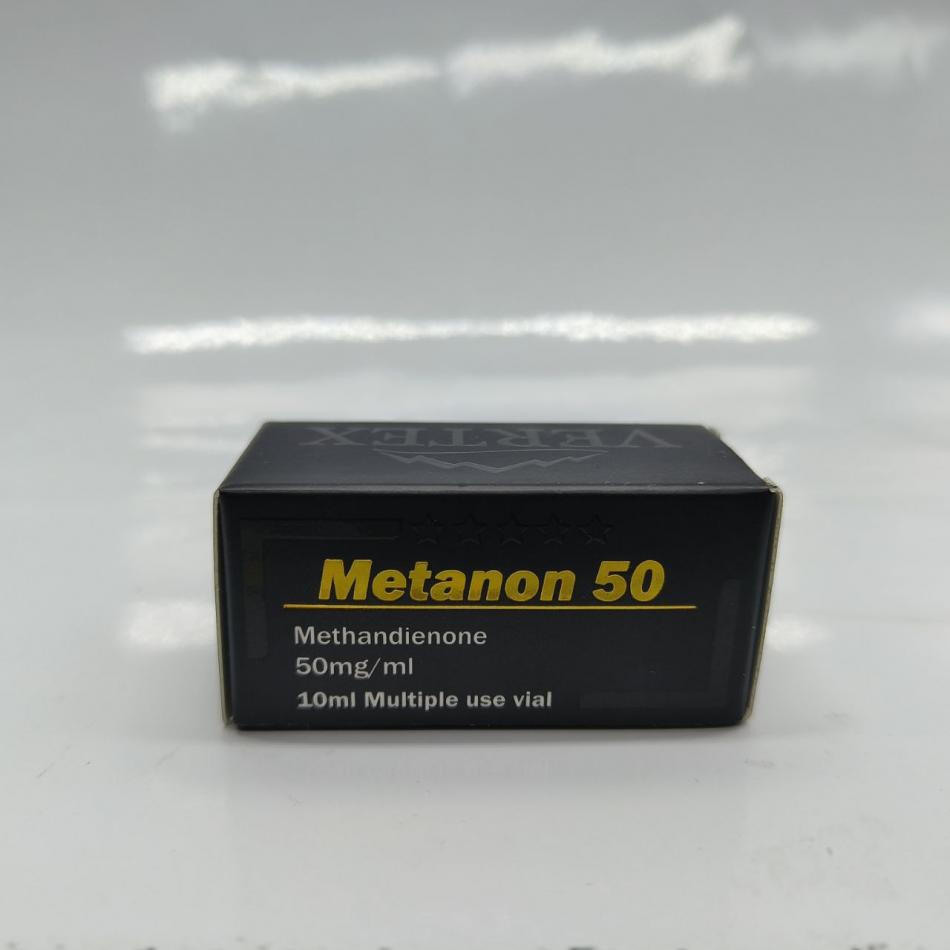 VERTEX
Metanon 50
Methandienone
50mg/ml
10ml Multiple use vial